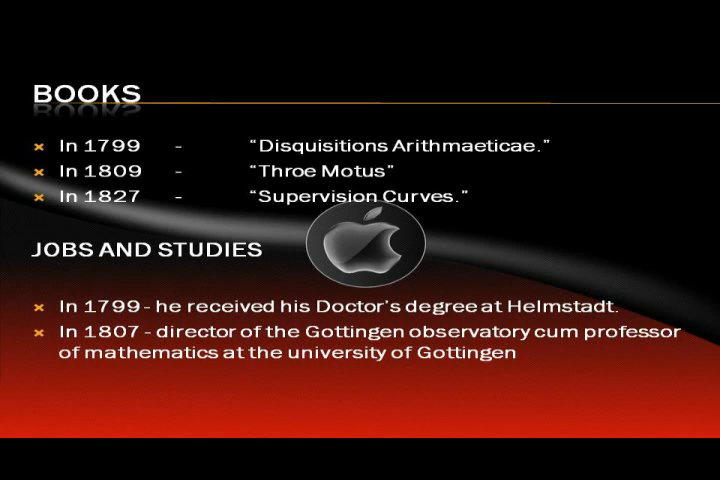 BOOKS
In 1799 - “Disquisitions Arithmaeticae.”
In 1809 - “Throe Motus”
In 1827 - “Supervision Curves.”
JOBS AND STUDIES
In 1799 - he received his Doctor’s degree at Helmstadt.
In 1807 - director of the Gottingen observatory cum professor
of mathematics at the university of Gottingen